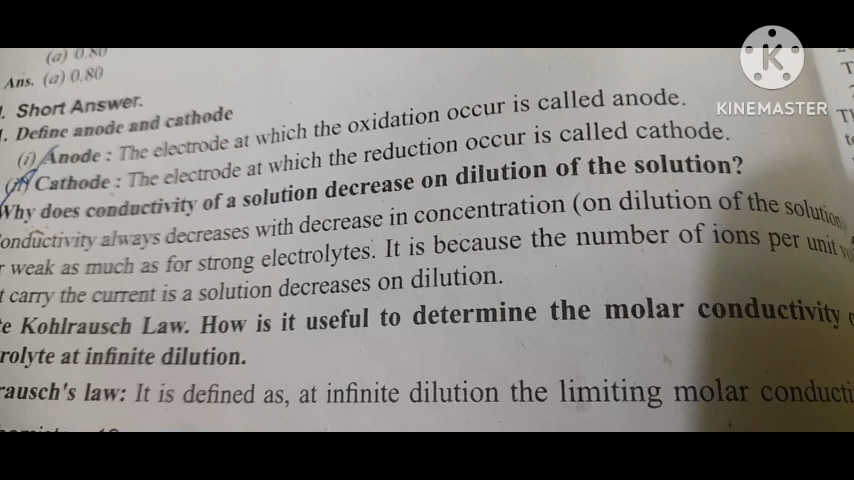 (a) 0.80
Ans. (a) 0.80
I. Short Answer.
1. Define anode and cathode
(i) Anode : The electrode at which the oxidation occur is called anode.
(ii) Cathode : The electrode at which the reduction occur is called cathode.
Why does conductivity of a solution decrease on dilution of the solution?
onductivity always decreases with decrease in concentration (on dilution of the solution)
r weak as much as for strong electrolytes. It is because the number of ions per unit
t carry the current is a solution decreases on dilution.
te Kohlrausch Law. How is it useful to determine the molar conductivity
rolyte at infinite dilution.
rausch's law: It is defined as, at infinite dilution the limiting molar conducti
KINEMASTER